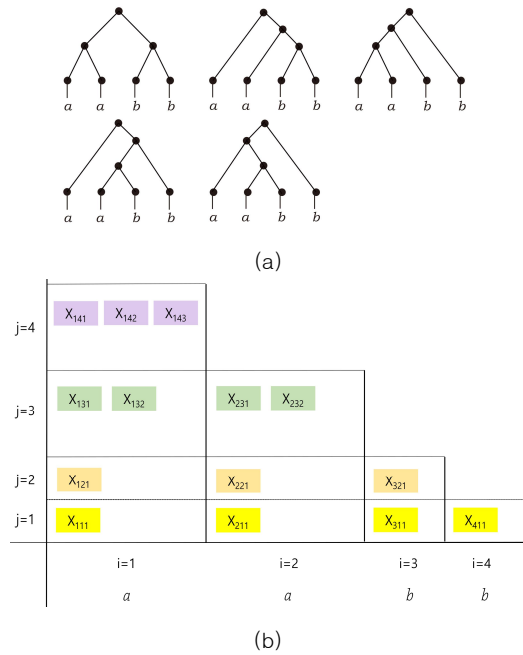 a a b b a a b b a a b b
a a b b a a b b
(a)
j=4 X₁₄₁ X₁₄₂ X₁₄₃
j=3 X₁₃₁ X₁₃₂ X₂₃₁ X₂₃₂
j=2 X₁₂₁ X₂₂₁ X₃₂₁
j=1 X₁₁₁ X₂₁₁ X₃₁₁ X₄₁₁
i=1 i=2 i=3 i=4
a a b b
(b)